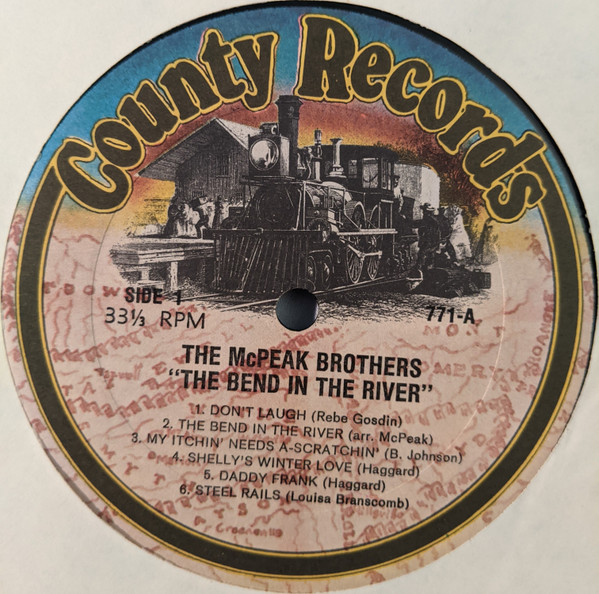 County Records
SIDE 1
33⅓ RPM
771-A
THE McPEAK BROTHERS
"THE BEND IN THE RIVER"
1. DON'T LAUGH (Rebe Gosdin)
2. THE BEND IN THE RIVER (arr. McPeak)
3. MY ITCHIN' NEEDS A-SCRATCHIN' (B. Johnson)
4. SHELLY'S WINTER LOVE (Haggard)
5. DADDY FRANK (Haggard)
6. STEEL RAILS (Louisa Branscomb)